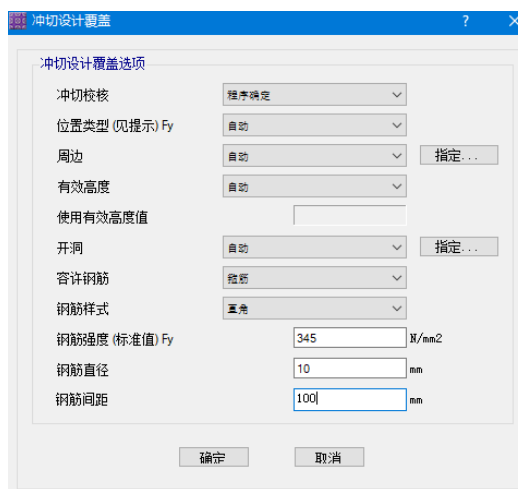 冲切设计覆盖 ?
冲切设计覆盖选项
冲切校核 程序确定
位置类型(见提示) Fy 自动
周边 自动 指定...
有效高度 自动
使用有效高度值
开洞 自动 指定...
容许钢筋 箍筋
钢筋样式 直角
钢筋强度(标准值) Fy 345 N/mm2
钢筋直径 10 mm
钢筋间距 100 mm
确定 取消